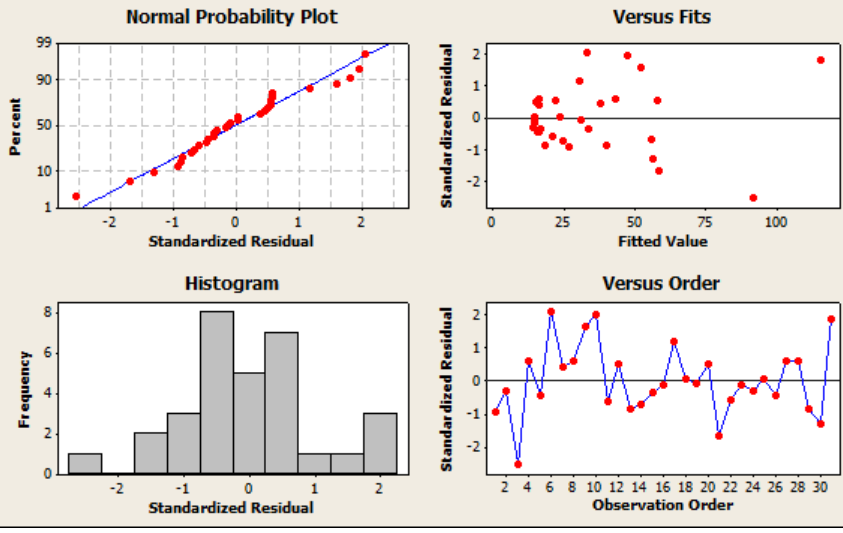 Normal Probability Plot
99
90
50
10
1
Percent
-2 -1 0 1 2
Standardized Residual
Versus Fits
2
1
0
-1
-2
Standardized Residual
0 25 50 75 100
Fitted Value
Histogram
8
6
4
2
0
Frequency
-2 -1 0 1 2
Standardized Residual
Versus Order
2
1
0
-1
-2
Standardized Residual
2 4 6 8 10 12 14 16 18 20 22 24 26 28 30
Observation Order